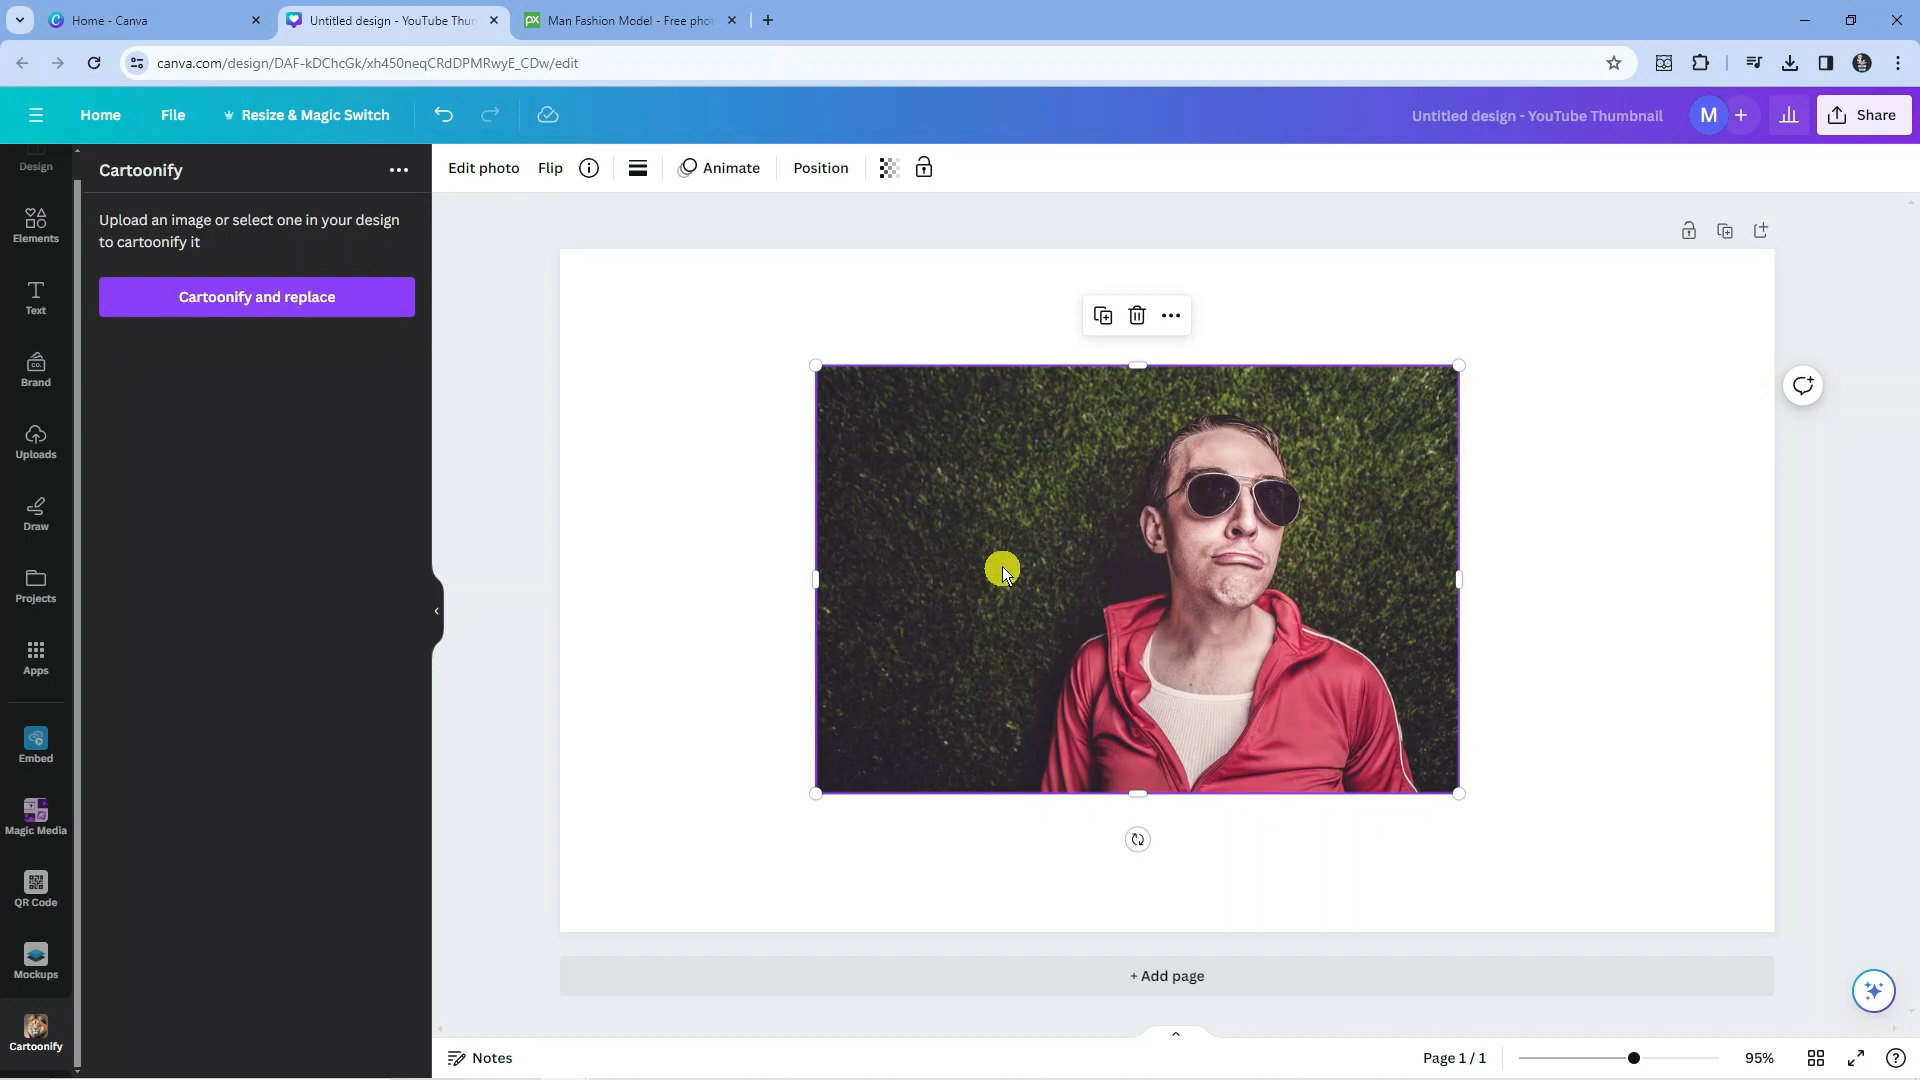 Home - Canva
Untitled design - YouTube Thun
Man Fashion Model - Free phot
canva.com/design/DAF-kDChcGk/xh450neqCRdDPMRwyE_CDw/edit
Home
File
Resize & Magic Switch
Untitled design - YouTube Thumbnail
M
Share
Design
Elements
Text
Brand
Uploads
Draw
Projects
Apps
Embed
Magic Media
QR Code
Mockups
Cartoonify
Cartoonify
Upload an image or select one in your design
to cartoonify it
Cartoonify and replace
Edit photo
Flip
Animate
Position
+ Add page
Notes
Page 1 / 1
95%